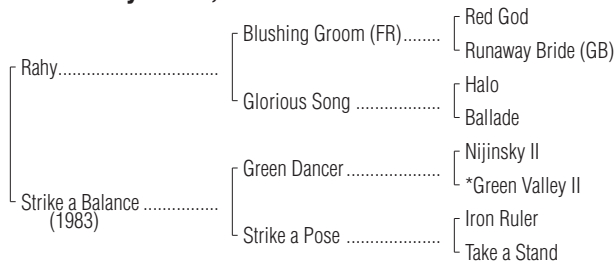 Red God
Blushing Groom (FR)........
Runaway Bride (GB)
Rahy.................................
Halo
Glorious Song .................
Ballade
Nijinsky II
Green Dancer...................
*Green Valley II
Strike a Balance ...............
(1983)
Iron Ruler
Strike a Pose ...................
Take a Stand